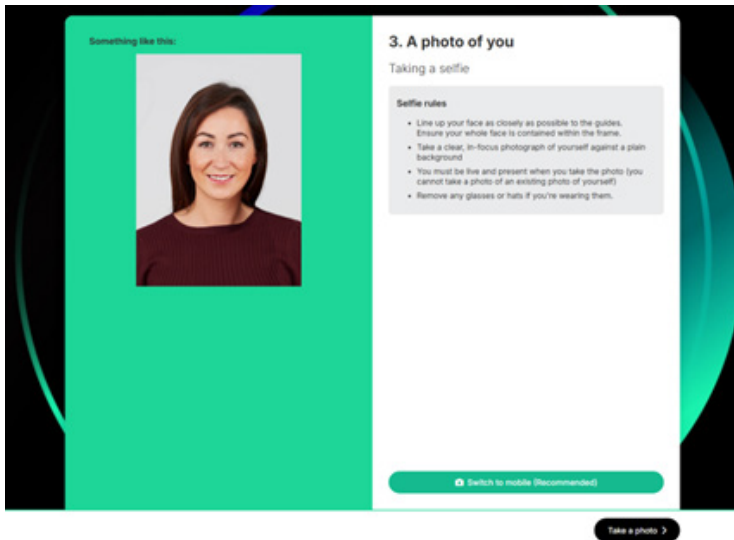 Something like this:
3. A photo of you
Taking a selfie
Selfie rules
Line up your face as closely as possible to the guides.
Ensure your whole face is contained within the frame.
Take a clear, in-focus photograph of yourself against a plain
background
You must be live and present when you take the photo (you
cannot take a photo of an existing photo of yourself)
Remove any glasses or hats if you're wearing them.
Switch to mobile (Recommended)
Take a photo